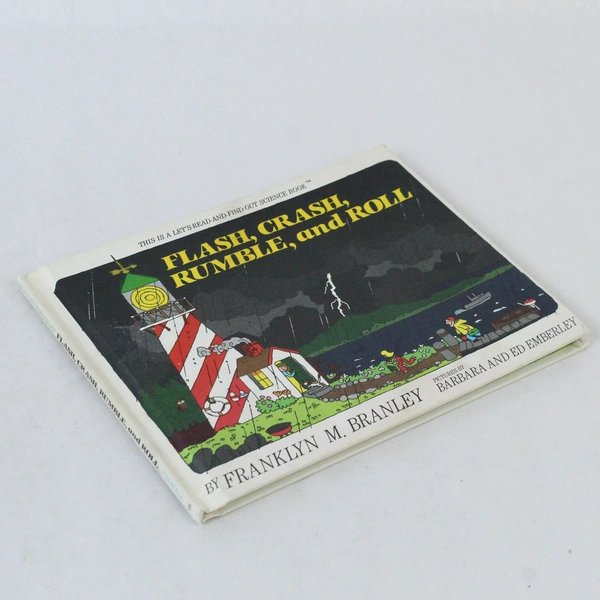 THIS IS A LET'S-READ-AND-FIND-OUT SCIENCE BOOK™
FLASH, CRASH,
RUMBLE, and ROLL
BY FRANKLYN M. BRANLEY
PICTURES BY
BARBARA AND ED EMBERLEY
FLASH, CRASH, RUMBLE, and ROLL